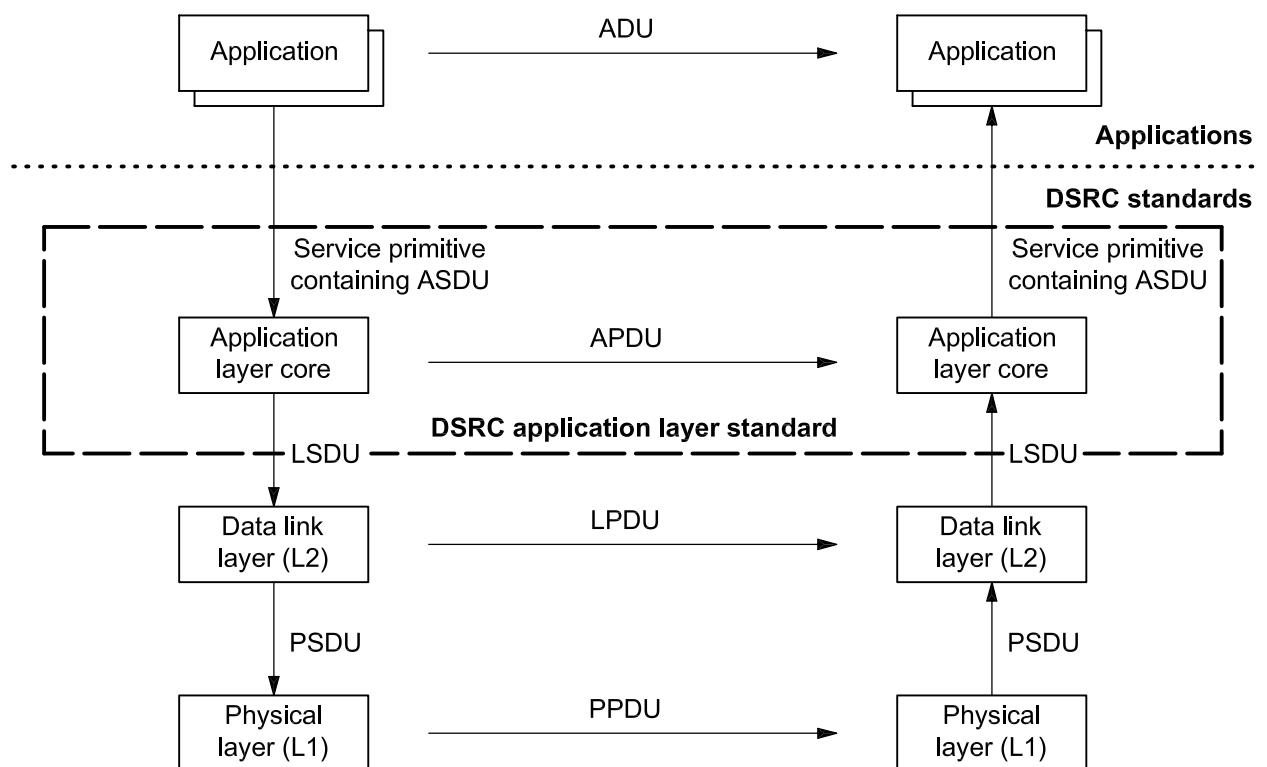 ADU
Application
Application
Applications
DSRC standards
Service primitive
containing ASDU
Service primitive
containing ASDU
Application
layer core
APDU
Application
layer core
DSRC application layer standard
LSDU
LSDU
Data link
layer (L2)
LPDU
Data link
layer (L2)
PSDU
PSDU
Physical
layer (L1)
PPDU
Physical
layer (L1)